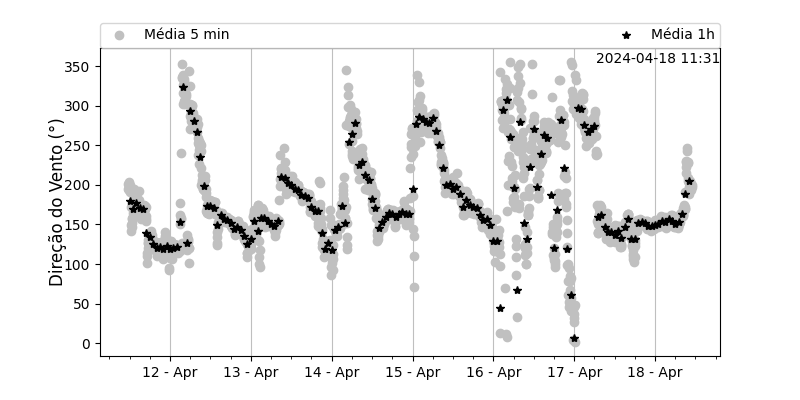 Média 5 min
Média 1h
2024-04-18 11:31
Direção do Vento (°)
350
300
250
200
150
100
50
0
12 - Apr
13 - Apr
14 - Apr
15 - Apr
16 - Apr
17 - Apr
18 - Apr